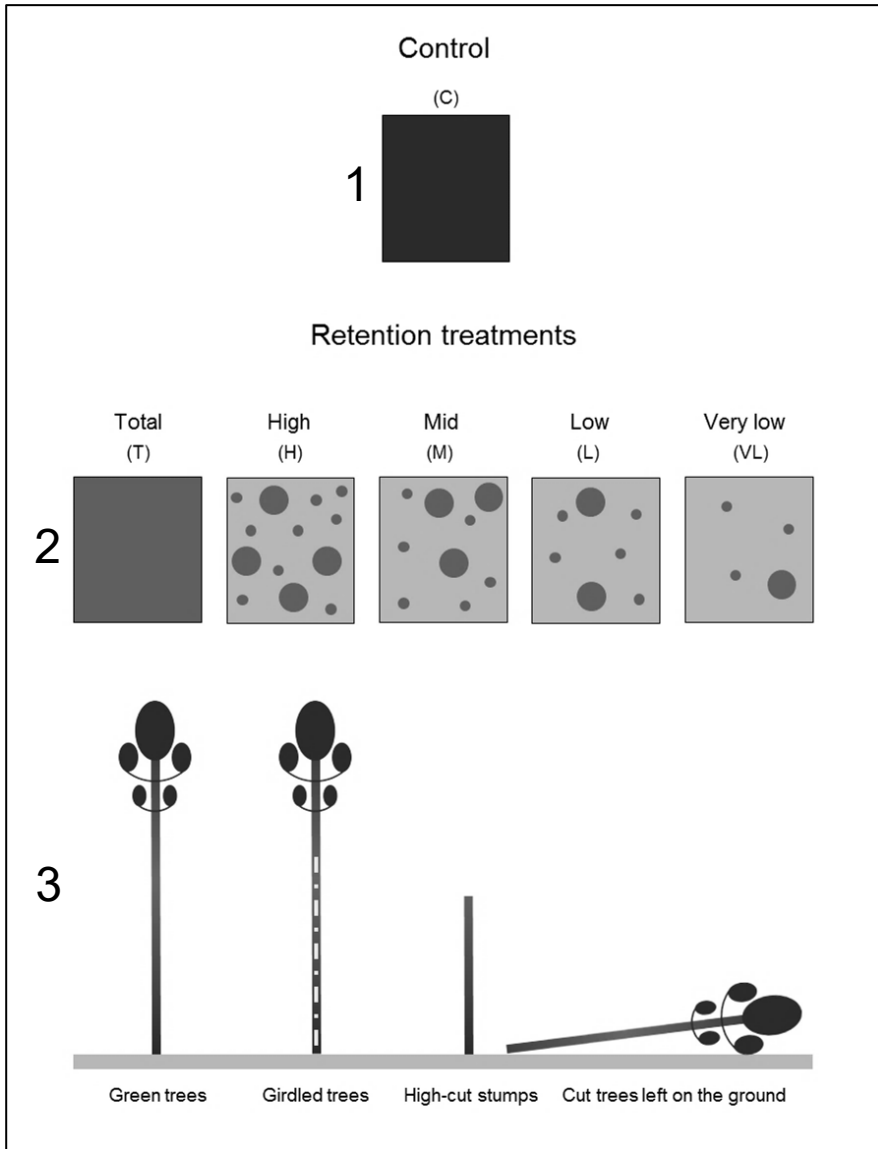 Control
(C)
1
Retention treatments
Total High Mid Low Very low
(T) (H) (M) (L) (VL)
2
3
Green trees Girdled trees High-cut stumps Cut trees left on the ground